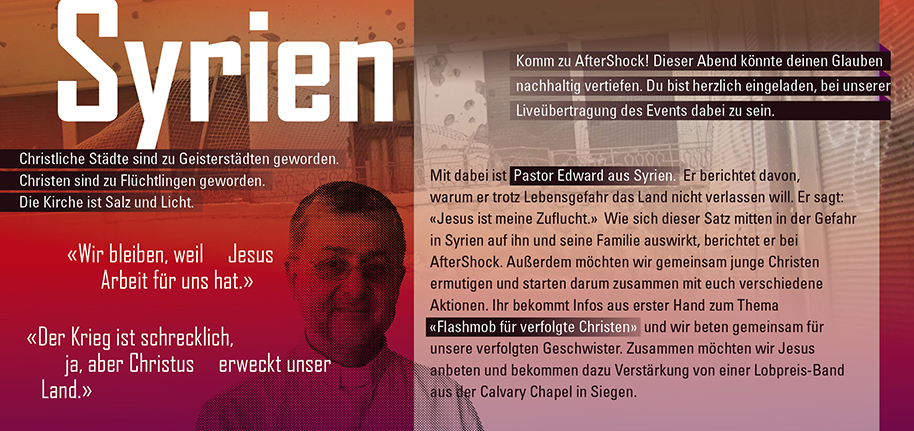 Syrien
Christliche Städte sind zu Geisterstädten geworden.
Christen sind zu Flüchtlingen geworden.
Die Kirche ist Salz und Licht.
«Wir bleiben, weil Jesus
Arbeit für uns hat.»
«Der Krieg ist schrecklich,
ja, aber Christus erweckt unser
Land.»
Komm zu AfterShock! Dieser Abend könnte deinen Glauben
nachhaltig vertiefen. Du bist herzlich eingeladen, bei unserer
Liveübertragung des Events dabei zu sein.
Mit dabei ist Pastor Edward aus Syrien. Er berichtet davon,
warum er trotz Lebensgefahr das Land nicht verlassen will. Er sagt:
«Jesus ist meine Zuflucht.» Wie sich dieser Satz mitten in der Gefahr
in Syrien auf ihn und seine Familie auswirkt, berichtet er bei
AfterShock. Außerdem möchten wir gemeinsam junge Christen
ermutigen und starten darum zusammen mit euch verschiedene
Aktionen. Ihr bekommt Infos aus erster Hand zum Thema
«Flashmob für verfolgte Christen» und wir beten gemeinsam für
unsere verfolgten Geschwister. Zusammen möchten wir Jesus
anbeten und bekommen dazu Verstärkung von einer Lobpreis-Band
aus der Calvary Chapel in Siegen.